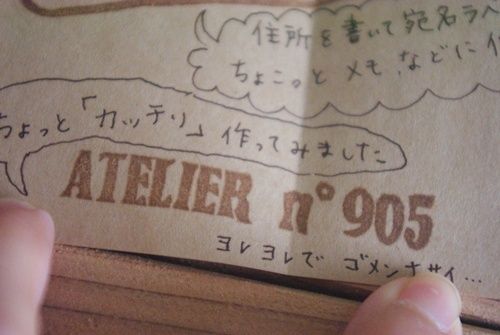 住所を書いて宛名ラベ
ちょこっとメモ、などに使
ちょっと「カッチリ」作ってみました
ATELIER nº 905
ヨレヨレで ゴメンナサイ...